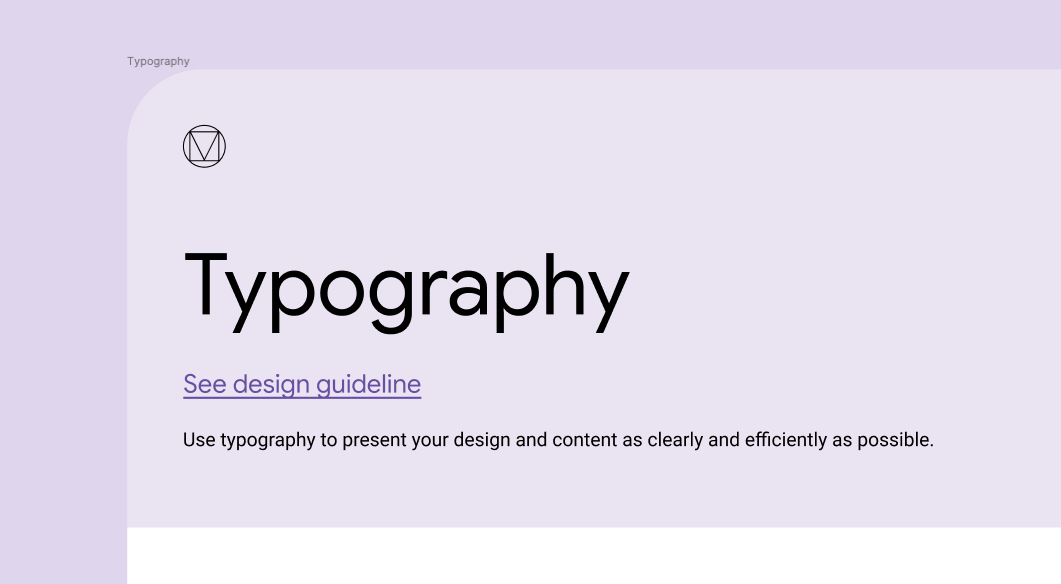 Typography
Typography
See design guideline
Use typography to present your design and content as clearly and efficiently as possible.